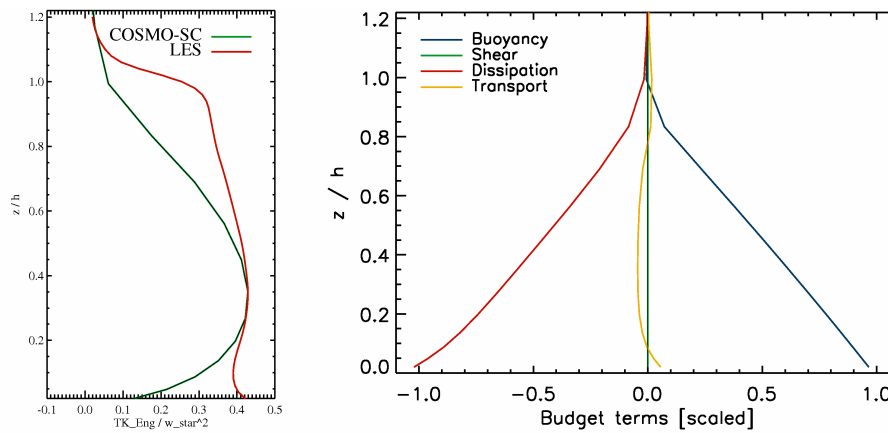 COSMO-SC
LES
1.2
1.0
0.8
0.6
0.4
0.2
z / h
-0.1 0.0 0.1 0.2 0.3 0.4 0.5
TK_Eng / w_star^2
Buoyancy
Shear
Dissipation
Transport
1.2
1.0
0.8
0.6
0.4
0.2
0.0
z / h
-1.0 -0.5 0.0 0.5 1.0
Budget terms [scaled]